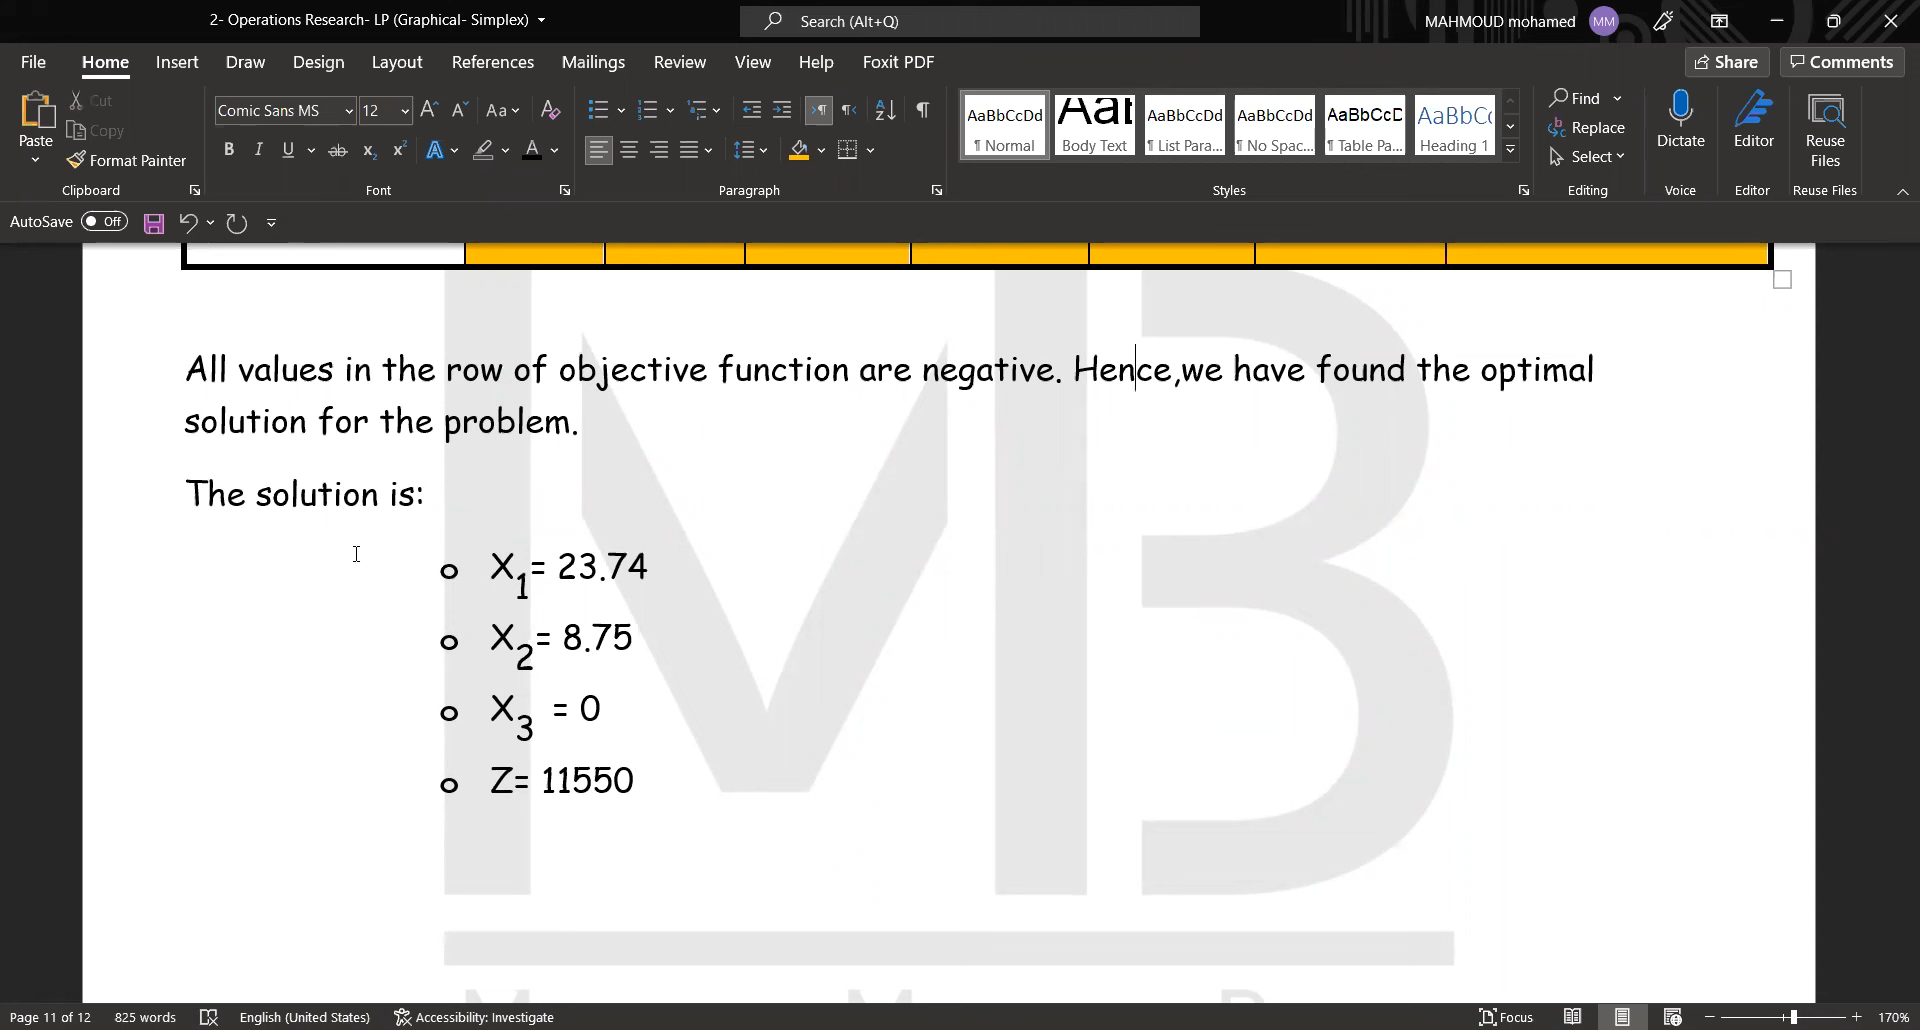 2- Operations Research- LP (Graphical- Simplex)
Search (Alt+Q)
MAHMOUD mohamed MM
File Home Insert Draw Design Layout References Mailings Review View Help Foxit PDF Share Comments
Paste
Cut
Copy
Format Painter
Clipboard
Comic Sans MS 12 Aa
B I U ab x₂ x² A A
Font
Paragraph
AaBbCcDd AaBbCcDd AaBbCcDd AaBbCcD AaBbCc
¶ Normal Body Text ¶ List Para... ¶ No Spac... ¶ Table Pa... Heading 1
Styles
Find
Replace
Select
Editing
Dictate
Voice
Editor
Editor
Reuse
Files
Reuse Files
AutoSave Off
All values in the row of objective function are negative. Hence,we have found the optimal
solution for the problem.
The solution is:
o X₁= 23.74
o X₂= 8.75
o X₃ = 0
o Z= 11550
Page 11 of 12 825 words English (United States) Accessibility: Investigate Focus 170%